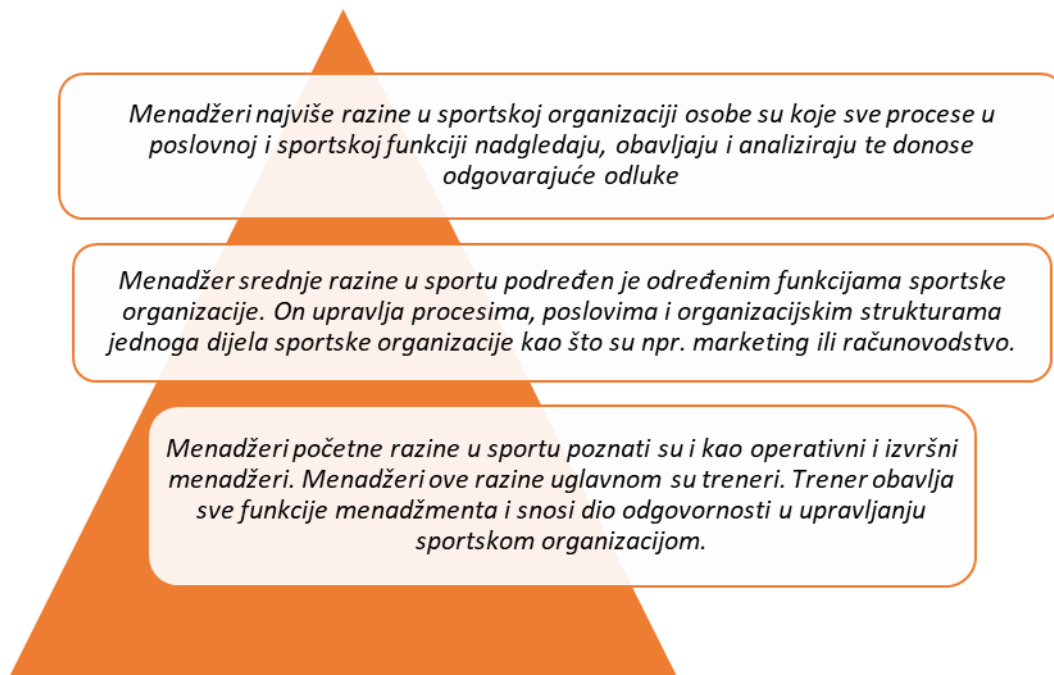 Menadžeri najviše razine u sportskoj organizaciji osobe su koje sve procese u
poslovnoj i sportskoj funkciji nadgledaju, obavljaju i analiziraju te donose
odgovarajuće odluke
Menadžer srednje razine u sportu podređen je određenim funkcijama sportske
organizacije. On upravlja procesima, poslovima i organizacijskim strukturama
jednoga dijela sportske organizacije kao što su npr. marketing ili računovodstvo.
Menadžeri početne razine u sportu poznati su i kao operativni i izvršni
menadžeri. Menadžeri ove razine uglavnom su treneri. Trener obavlja
sve funkcije menadžmenta i snosi dio odgovornosti u upravljanju
sportskom organizacijom.